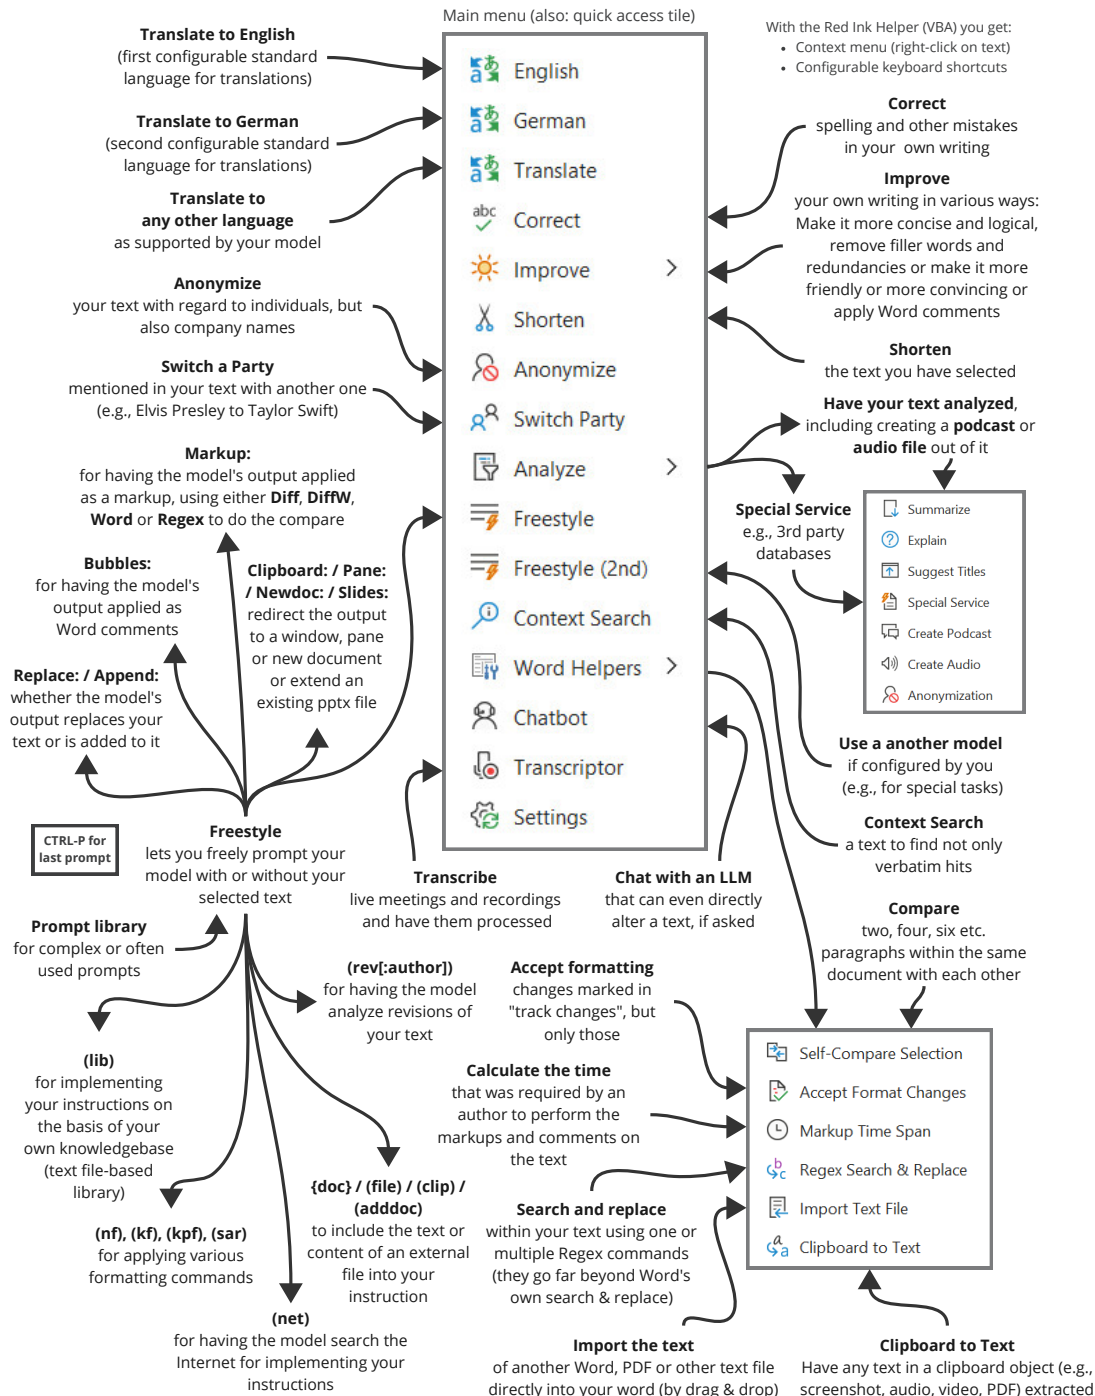 Main menu (also: quick access tile)
With the Red Ink Helper (VBA) you get:
• Context menu (right-click on text)
• Configurable keyboard shortcuts
Translate to English
(first configurable standard
language for translations)
Translate to German
(second configurable standard
language for translations)
Translate to
any other language
as supported by your model
Anonymize
your text with regard to individuals, but
also company names
Switch a Party
mentioned in your text with another one
(e.g., Elvis Presley to Taylor Swift)
Markup:
for having the model's output applied
as a markup, using either Diff, DiffW,
Word or Regex to do the compare
Bubbles:
for having the model's
output applied as
Word comments
Clipboard: / Pane:
/ Newdoc: / Slides:
redirect the output
to a window, pane
or new document
or extend an
existing pptx file
Replace: / Append:
whether the model's
output replaces your
text or is added to it
CTRL-P for
last prompt
Freestyle
lets you freely prompt your
model with or without your
selected text
Prompt library
for complex or often
used prompts
English
German
Translate
abc
Correct
Improve
Shorten
Anonymize
Switch Party
Analyze
Freestyle
Freestyle (2nd)
Context Search
Word Helpers
Chatbot
Transcriptor
Settings
Correct
spelling and other mistakes
in your own writing
Improve
your own writing in various ways:
Make it more concise and logical,
remove filler words and
redundancies or make it more
friendly or more convincing or
apply Word comments
Shorten
the text you have selected
Have your text analyzed,
including creating a podcast or
audio file out of it
Special Service
e.g., 3rd party
databases
Summarize
Explain
Suggest Titles
Special Service
Create Podcast
Create Audio
Anonymization
Use a another model
if configured by you
(e.g., for special tasks)
Context Search
a text to find not only
verbatim hits
Compare
two, four, six etc.
paragraphs within the same
document with each other
Transcribe
live meetings and recordings
and have them processed
Chat with an LLM
that can even directly
alter a text, if asked
(rev[:author])
for having the model
analyze revisions of
your text
Accept formatting
changes marked in
"track changes", but
only those
Calculate the time
that was required by an
author to perform the
markups and comments on
the text
Self-Compare Selection
Accept Format Changes
Markup Time Span
Regex Search & Replace
Import Text File
Clipboard to Text
(lib)
for implementing
your instructions on
the basis of your
own knowledgebase
(text file-based
library)
(nf), (kf), (kpf), (sar)
for applying various
formatting commands
{doc} / (file) / (clip) /
(adddoc)
to include the text or
content of an external
file into your
instruction
Search and replace
within your text using one or
multiple Regex commands
(they go far beyond Word's
own search & replace)
(net)
for having the model search the
Internet for implementing your
instructions
Import the text
of another Word, PDF or other text file
directly into your word (by drag & drop)
Clipboard to Text
Have any text in a clipboard object (e.g.,
screenshot, audio, video, PDF) extracted